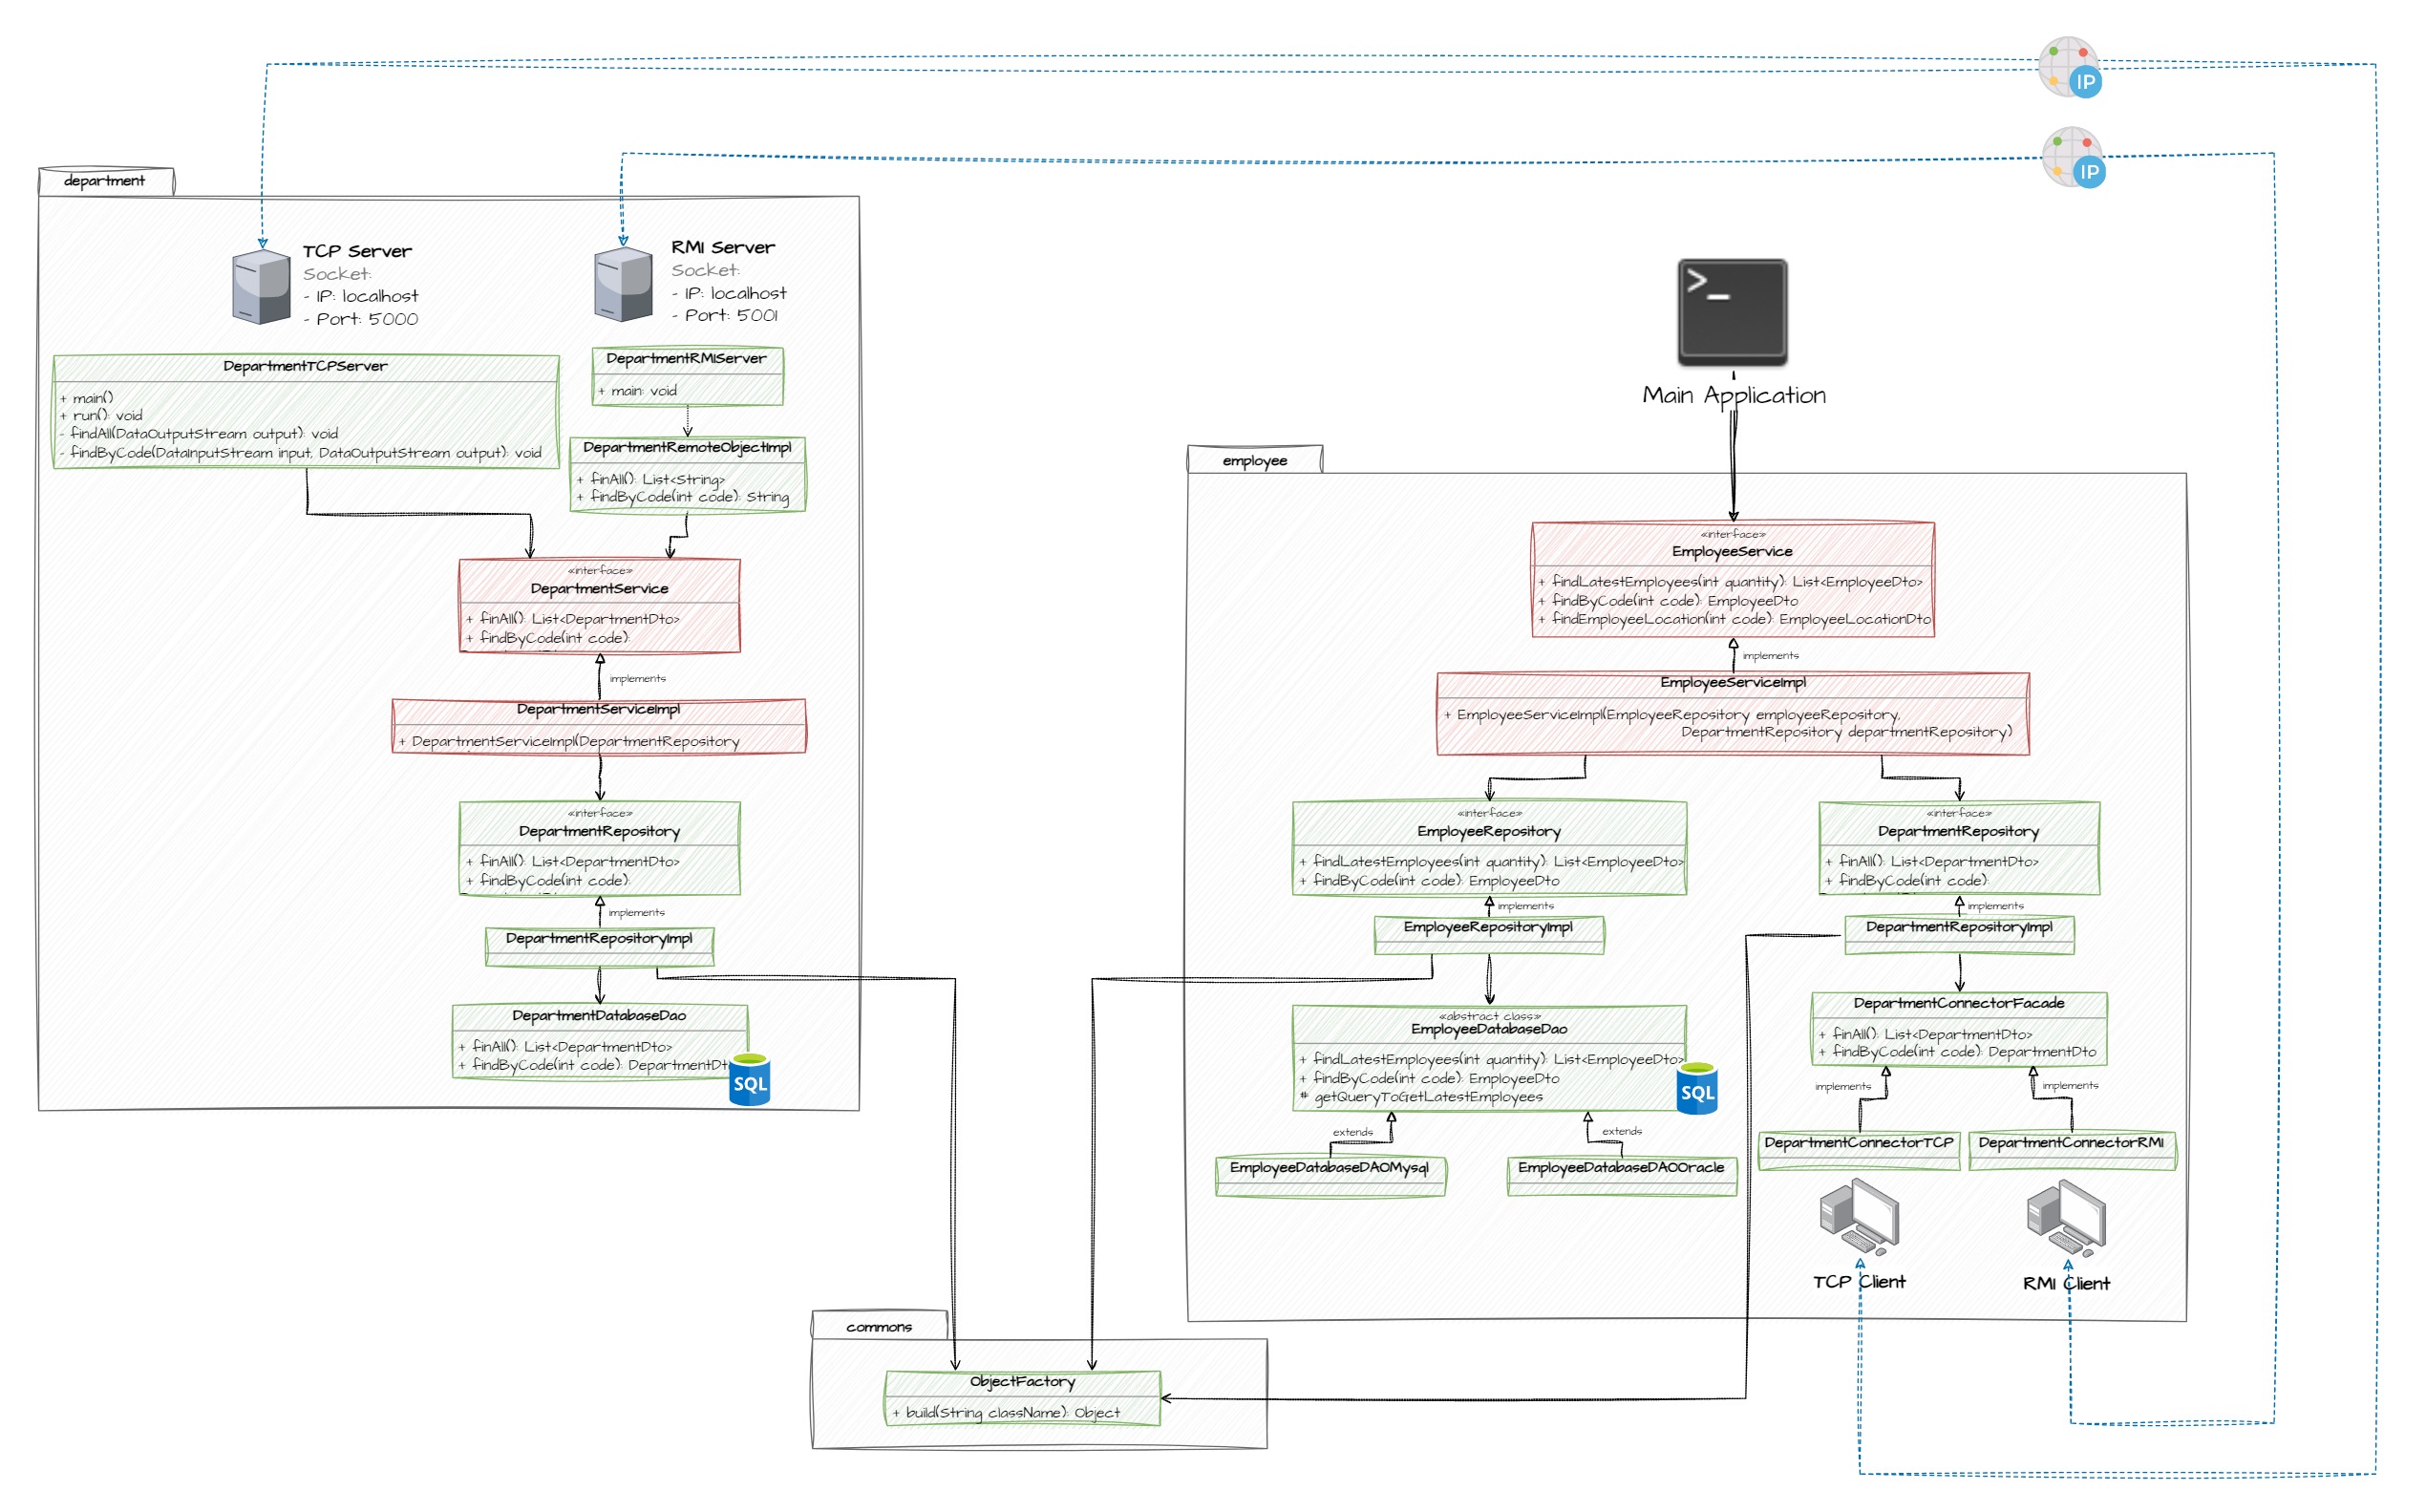 IP
IP
department
TCP Server
Socket:
- IP: localhost
- Port: 5000
RMI Server
Socket:
- IP: localhost
- Port: 5001
DepartmentTCPServer
+ main()
+ run(): void
- findAll(DataOutputStream output): void
- findByCode(DataInputStream input, DataOutputStream output): void
DepartmentRMIServer
+ main: void
DepartmentRemoteObjectImpl
+ finAll(): List<String>
+ findByCode(int code): String
«interface»
DepartmentService
+ finAll(): List<DepartmentDto>
+ findByCode(int code):
implements
DepartmentServiceImpl
+ DepartmentServiceImpl(DepartmentRepository
«interface»
DepartmentRepository
+ finAll(): List<DepartmentDto>
+ findByCode(int code):
implements
DepartmentRepositoryImpl
DepartmentDatabaseDao
+ finAll(): List<DepartmentDto>
+ findByCode(int code): DepartmentDto
SQL
Main Application
employee
«interface»
EmployeeService
+ findLatestEmployees(int quantity): List<EmployeeDto>
+ findByCode(int code): EmployeeDto
+ findEmployeeLocation(int code): EmployeeLocationDto
implements
EmployeeServiceImpl
+ EmployeeServiceImpl(EmployeeRepository employeeRepository,
DepartmentRepository departmentRepository)
«interface»
EmployeeRepository
+ findLatestEmployees(int quantity): List<EmployeeDto>
+ findByCode(int code): EmployeeDto
implements
EmployeeRepositoryImpl
«abstract class»
EmployeeDatabaseDao
+ findLatestEmployees(int quantity): List<EmployeeDto>
+ findByCode(int code): EmployeeDto
# getQueryToGetLatestEmployees
SQL
extends
extends
EmployeeDatabaseDAOMysql
EmployeeDatabaseDAOOracle
«interface»
DepartmentRepository
+ finAll(): List<DepartmentDto>
+ findByCode(int code):
implements
DepartmentRepositoryImpl
DepartmentConnectorFacade
+ finAll(): List<DepartmentDto>
+ findByCode(int code): DepartmentDto
implements
implements
DepartmentConnectorTCP
DepartmentConnectorRMI
TCP Client
RMI Client
commons
ObjectFactory
+ build(String className): Object